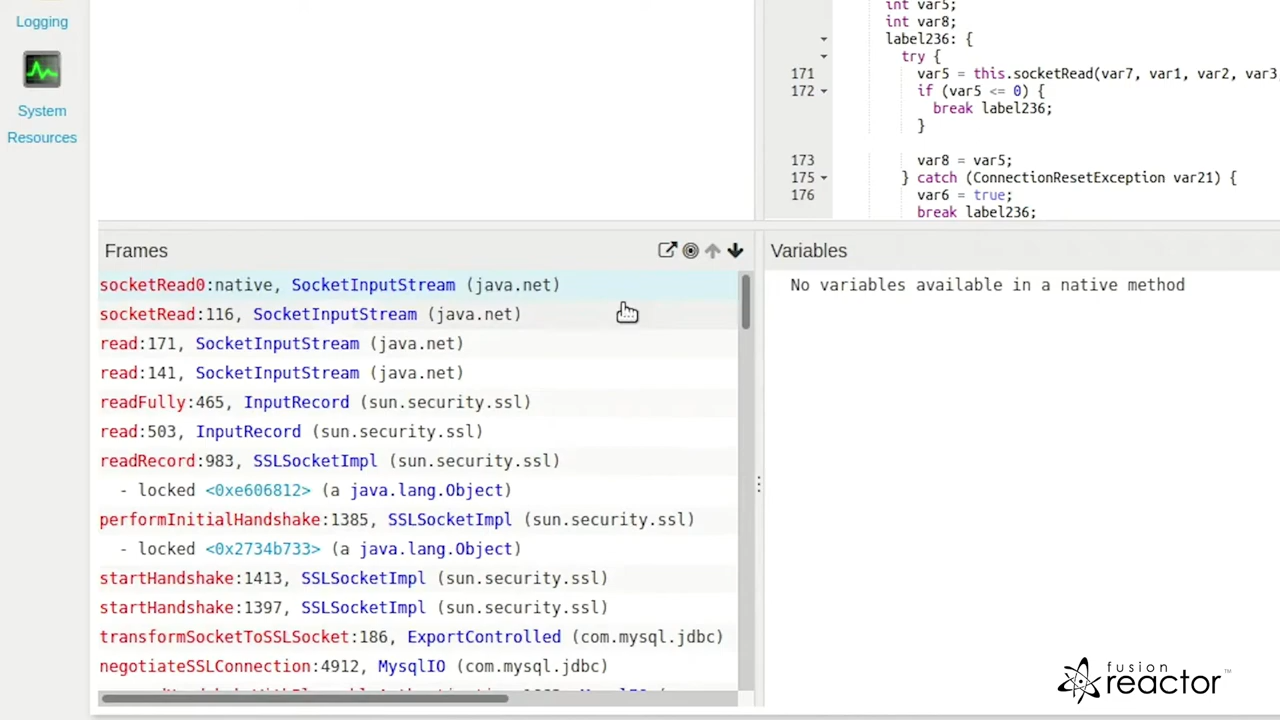 Logging
System
Resources
int var5;
int var8;
label236: {
try {
171 var5 = this.socketRead(var7, var1, var2, var3
172 if (var5 <= 0) {
break label236;
}
173 var8 = var5;
175 } catch (ConnectionResetException var21) {
176 var6 = true;
break label236;
Frames
socketRead0:native, SocketInputStream (java.net)
socketRead:116, SocketInputStream (java.net)
read:171, SocketInputStream (java.net)
read:141, SocketInputStream (java.net)
readFully:465, InputRecord (sun.security.ssl)
read:503, InputRecord (sun.security.ssl)
readRecord:983, SSLSocketImpl (sun.security.ssl)
- locked <0xe606812> (a java.lang.Object)
performInitialHandshake:1385, SSLSocketImpl (sun.security.ssl)
- locked <0x2734b733> (a java.lang.Object)
startHandshake:1413, SSLSocketImpl (sun.security.ssl)
startHandshake:1397, SSLSocketImpl (sun.security.ssl)
transformSocketToSSLSocket:186, ExportControlled (com.mysql.jdbc)
negotiateSSLConnection:4912, MysqlIO (com.mysql.jdbc)
Variables
No variables available in a native method
fusion
reactor™